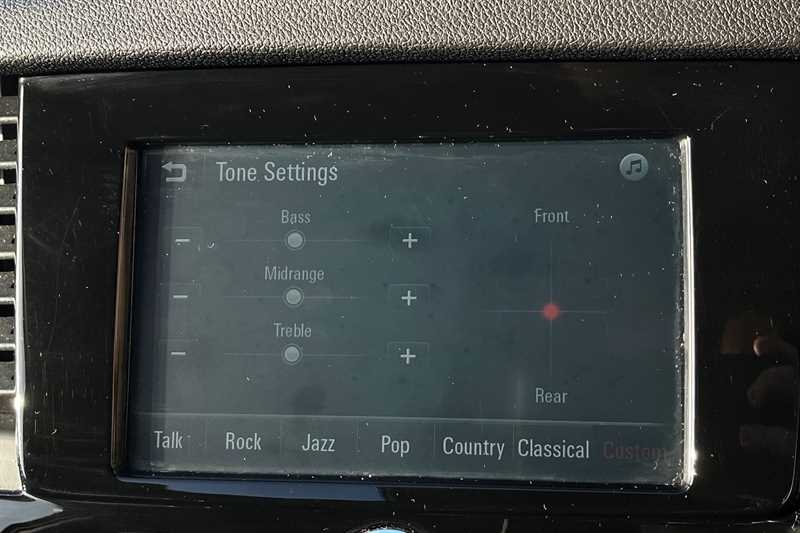 Tone Settings
Bass
Front
− +
Midrange
− +
Treble
− +
Rear
Talk Rock Jazz Pop Country Classical Custom